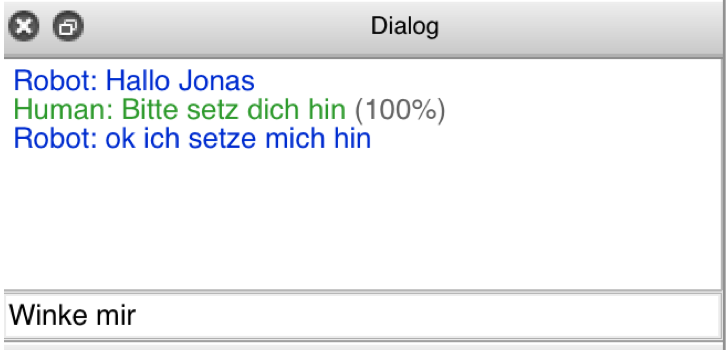 Dialog
Robot: Hallo Jonas
Human: Bitte setz dich hin (100%)
Robot: ok ich setze mich hin
Winke mir